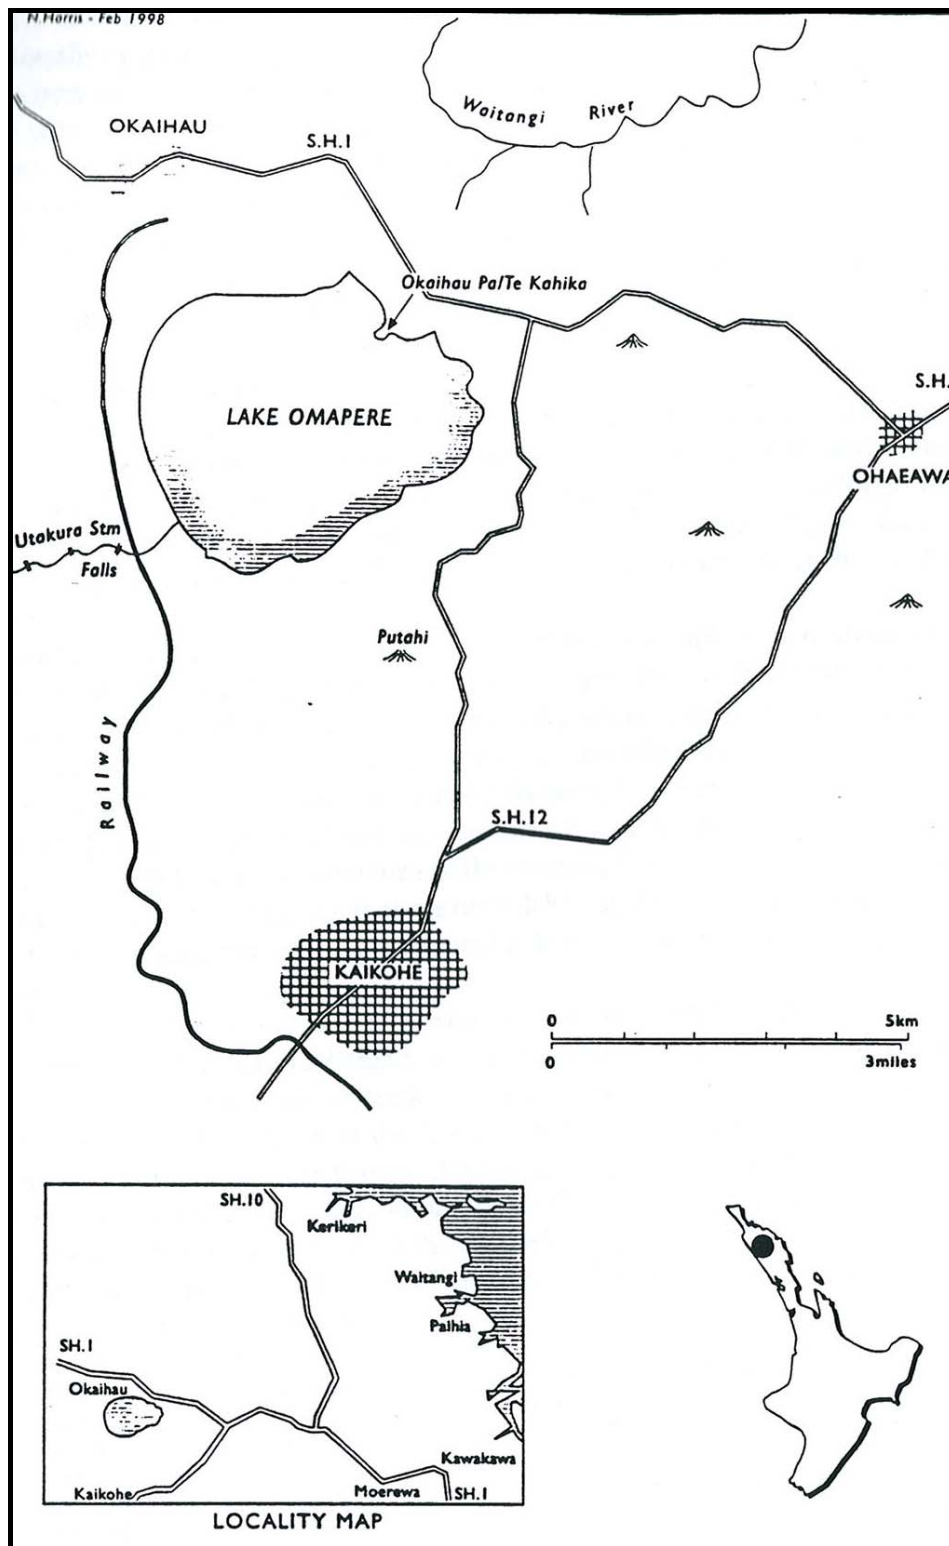 N.Harris - Feb 1998
Waitangi River
OKAIHAU
S.H.1
Okaihau Pa/Te Kahika
LAKE OMAPERE
S.H.
OHAEAWA
Utakura Stm
Falls
Putahi
Railway
S.H.12
KAIKOHE
0 5km
0 3miles
SH.10
Kerikeri
Waitangi
Paihia
SH.1
Okaihau
Kawakawa
Kaikohe
Moerewa
SH.1
LOCALITY MAP